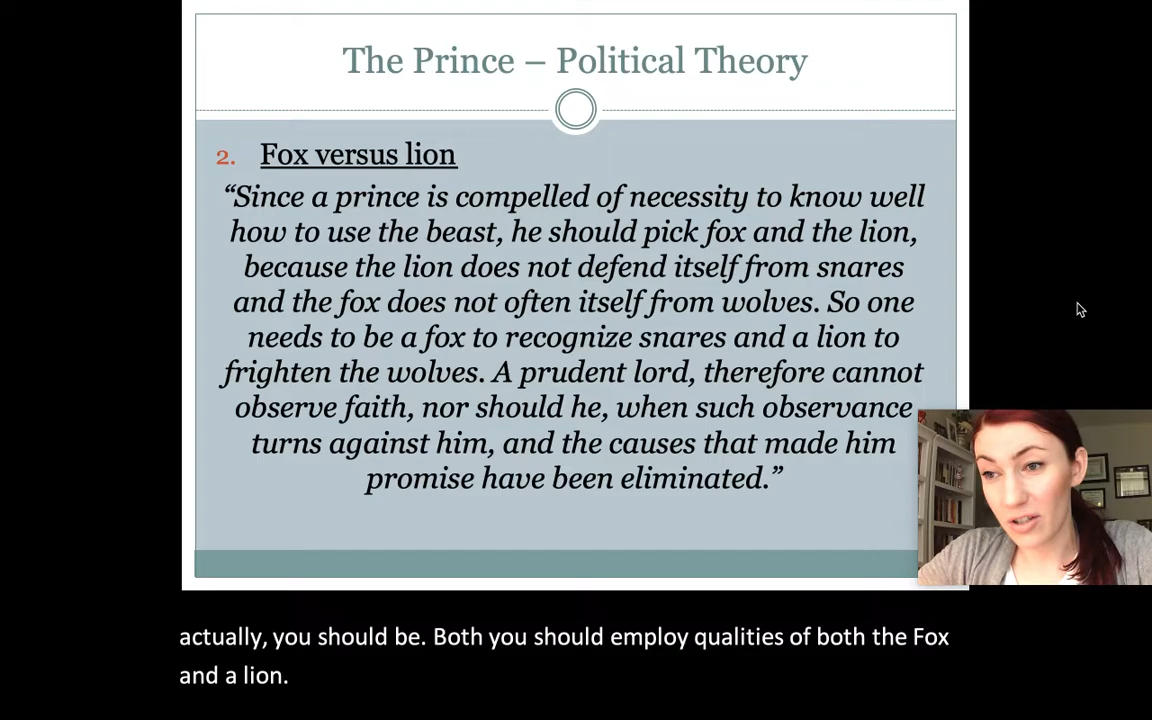 The Prince – Political Theory
2. Fox versus lion
“Since a prince is compelled of necessity to know well
how to use the beast, he should pick fox and the lion,
because the lion does not defend itself from snares
and the fox does not often itself from wolves. So one
needs to be a fox to recognize snares and a lion to
frighten the wolves. A prudent lord, therefore cannot
observe faith, nor should he, when such observance
turns against him, and the causes that made him
promise have been eliminated.”
actually, you should be. Both you should employ qualities of both the Fox
and a lion.